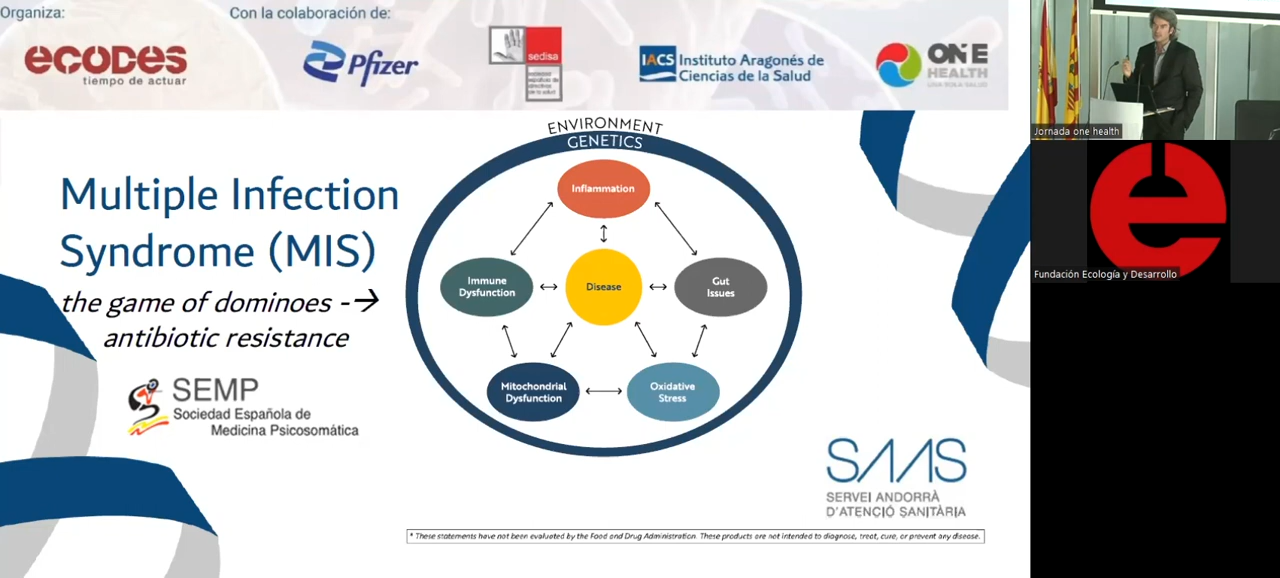 Organiza:
Con la colaboración de:
ecodes
tiempo de actuar
Pfizer
sedisa
IACS Instituto Aragonés de
Ciencias de la Salud
ONE
HEALTH
UNA SOLA SALUD
Jornada one health
Fundación Ecología y Desarrollo
Multiple Infection
Syndrome (MIS)
the game of dominoes -→
antibiotic resistance
SEMP
Sociedad Española de
Medicina Psicosomática
ENVIRONMENT
GENETICS
Inflammation
Immune
Dysfunction
Disease
Gut
Issues
Mitochondrial
Dysfunction
Oxidative
Stress
SAAS
SERVEI ANDORRÀ
D'ATENCIÓ SANITÀRIA
* These statements have not been evaluated by the Food and Drug Administration. These products are not intended to diagnose, treat, cure, or prevent any disease.